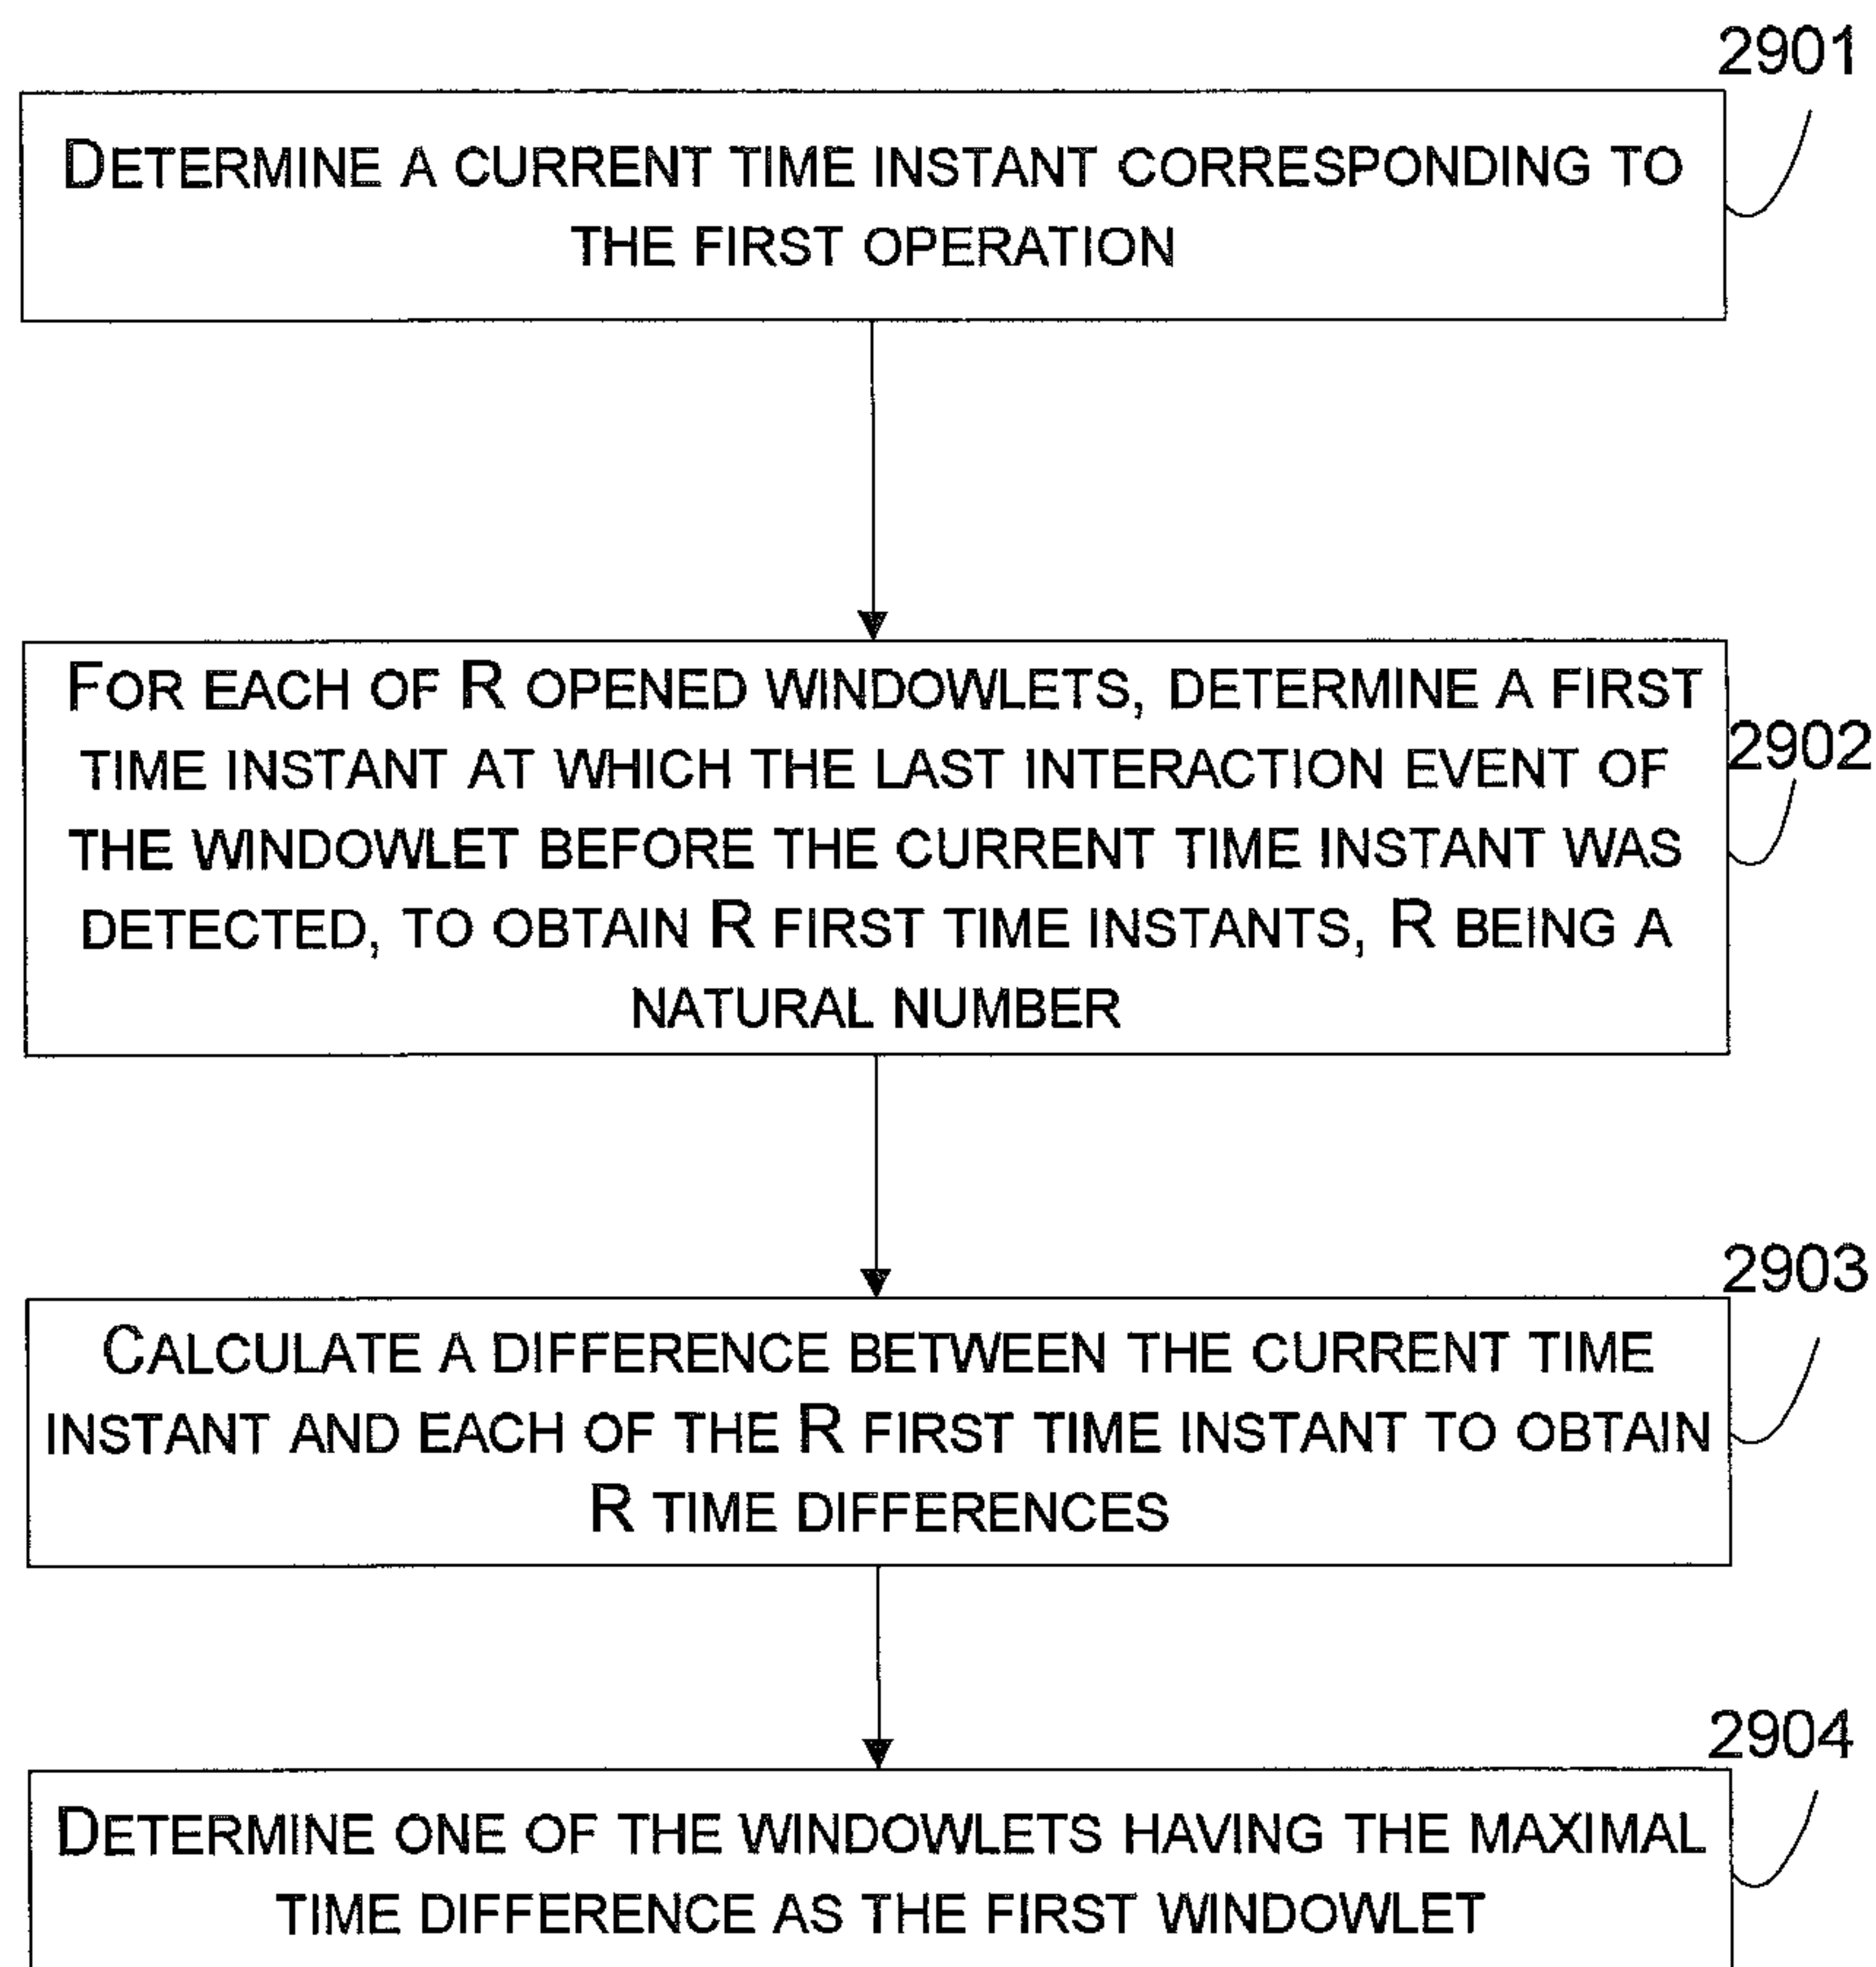 2901
DETERMINE A CURRENT TIME INSTANT CORRESPONDING TO
THE FIRST OPERATION
FOR EACH OF R OPENED WINDOWLETS, DETERMINE A FIRST
TIME INSTANT AT WHICH THE LAST INTERACTION EVENT OF
2902
THE WINDOWLET BEFORE THE CURRENT TIME INSTANT WAS
DETECTED, TO OBTAIN R FIRST TIME INSTANTS, R BEING A
NATURAL NUMBER
2903
CALCULATE A DIFFERENCE BETWEEN THE CURRENT TIME
INSTANT AND EACH OF THE R FIRST TIME INSTANT TO OBTAIN
R TIME DIFFERENCES
2904
DETERMINE ONE OF THE WINDOWLETS HAVING THE MAXIMAL
TIME DIFFERENCE AS THE FIRST WINDOWLET